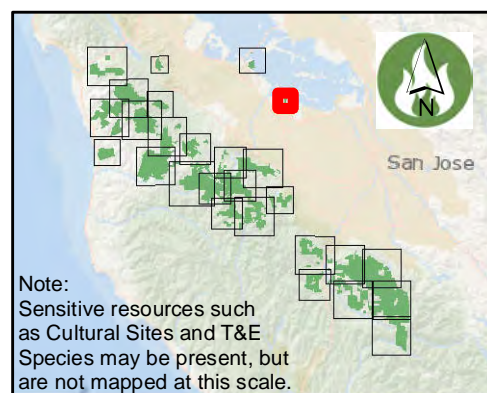 N
San Jose
Note:
Sensitive resources such
as Cultural Sites and T&E
Species may be present, but
are not mapped at this scale.